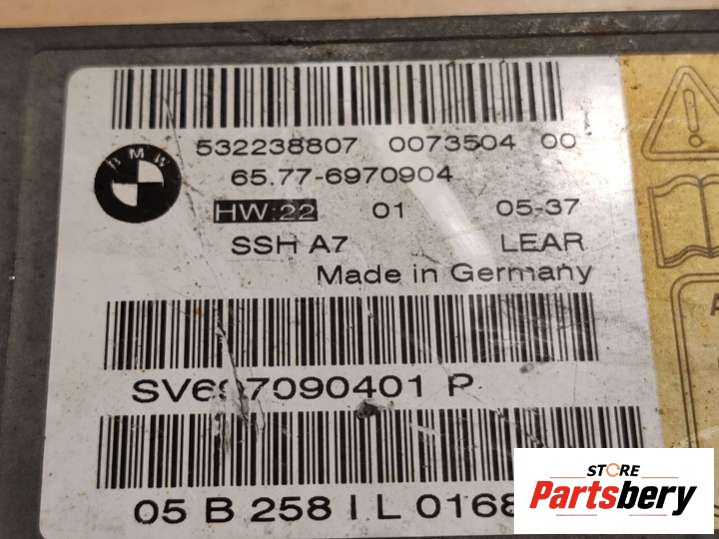 BMW
532238807 0073504 00
65.77-6970904
HW:22 01 05-37
SSH A7 LEAR
Made in Germany
SV697090401 P
05 B 258 I L 0168
STORE
Partsbery